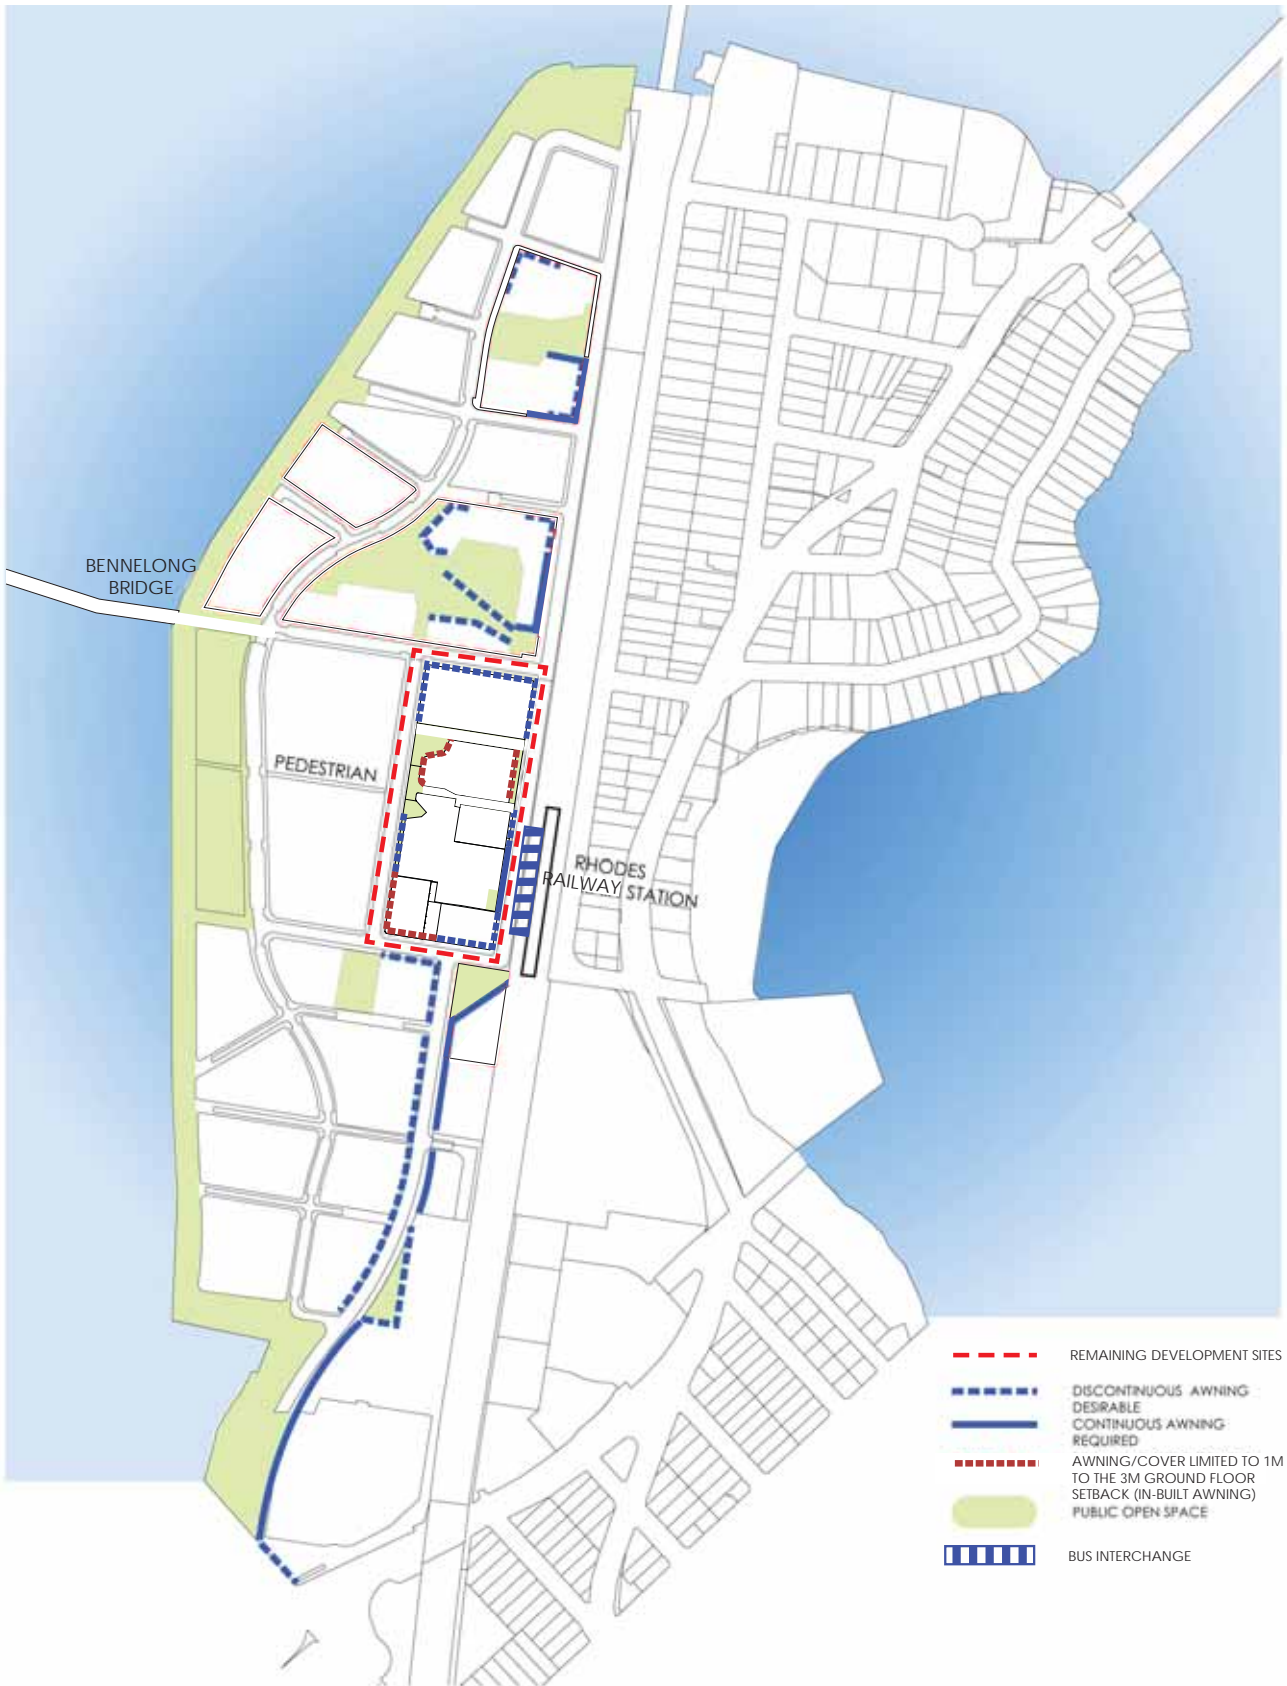 BENNELONG
BRIDGE
PEDESTRIAN
RHODES
RAILWAY STATION
REMAINING DEVELOPMENT SITES
DISCONTINUOUS AWNING
DESIRABLE
CONTINUOUS AWNING
REQUIRED
AWNING/COVER LIMITED TO 1M
TO THE 3M GROUND FLOOR
SETBACK (IN-BUILT AWNING)
PUBLIC OPEN SPACE
BUS INTERCHANGE